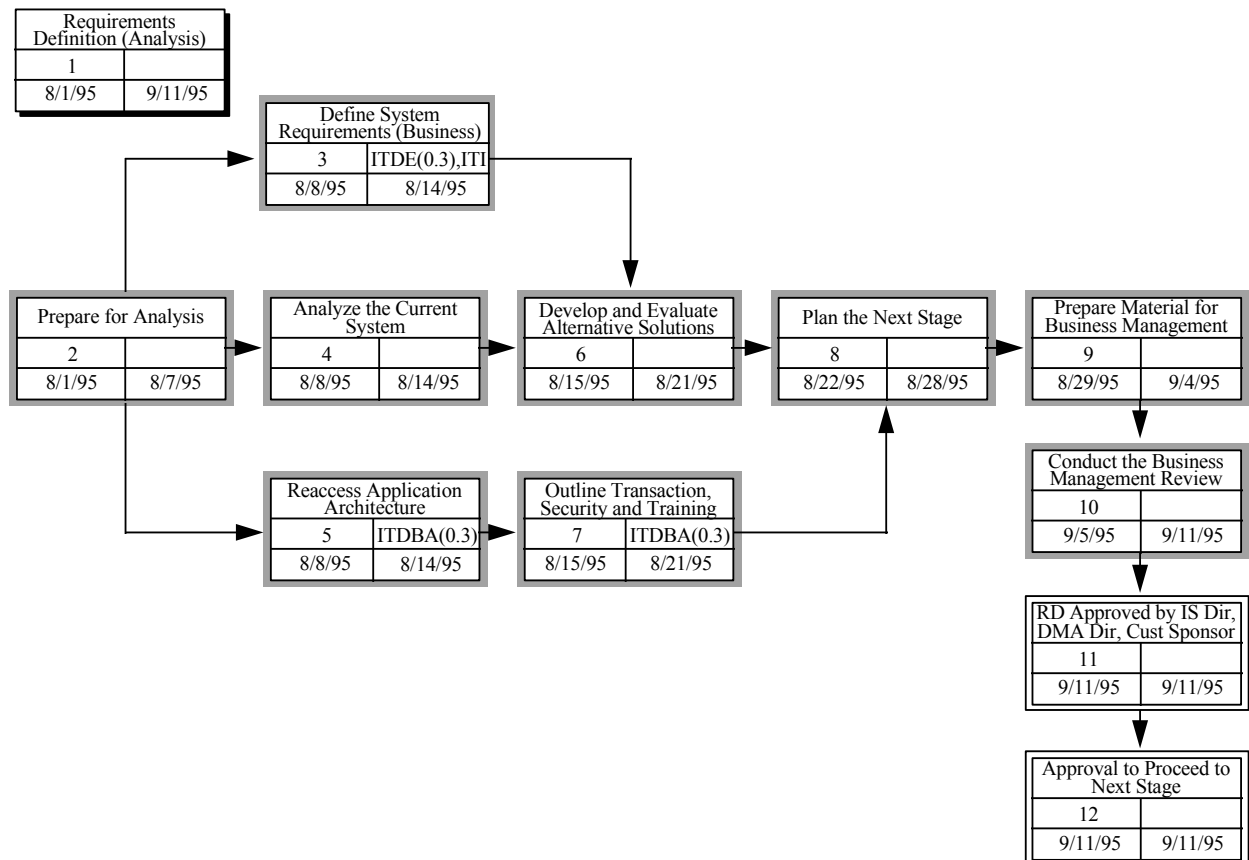 Requirements
Definition (Analysis)
1
8/1/95 9/11/95
Define System
Requirements (Business)
3 ITDE(0.3),ITI
8/8/95 8/14/95
Prepare for Analysis
2
8/1/95 8/7/95
Analyze the Current
System
4
8/8/95 8/14/95
Develop and Evaluate
Alternative Solutions
6
8/15/95 8/21/95
Plan the Next Stage
8
8/22/95 8/28/95
Prepare Material for
Business Management
9
8/29/95 9/4/95
Reaccess Application
Architecture
5 ITDBA(0.3)
8/8/95 8/14/95
Outline Transaction,
Security and Training
7 ITDBA(0.3)
8/15/95 8/21/95
Conduct the Business
Management Review
10
9/5/95 9/11/95
RD Approved by IS Dir,
DMA Dir, Cust Sponsor
11
9/11/95 9/11/95
Approval to Proceed to
Next Stage
12
9/11/95 9/11/95